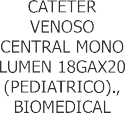 CATETER
VENOSO
CENTRAL MONO
LUMEN 18GAX20
(PEDIATRICO).,
BIOMEDICAL